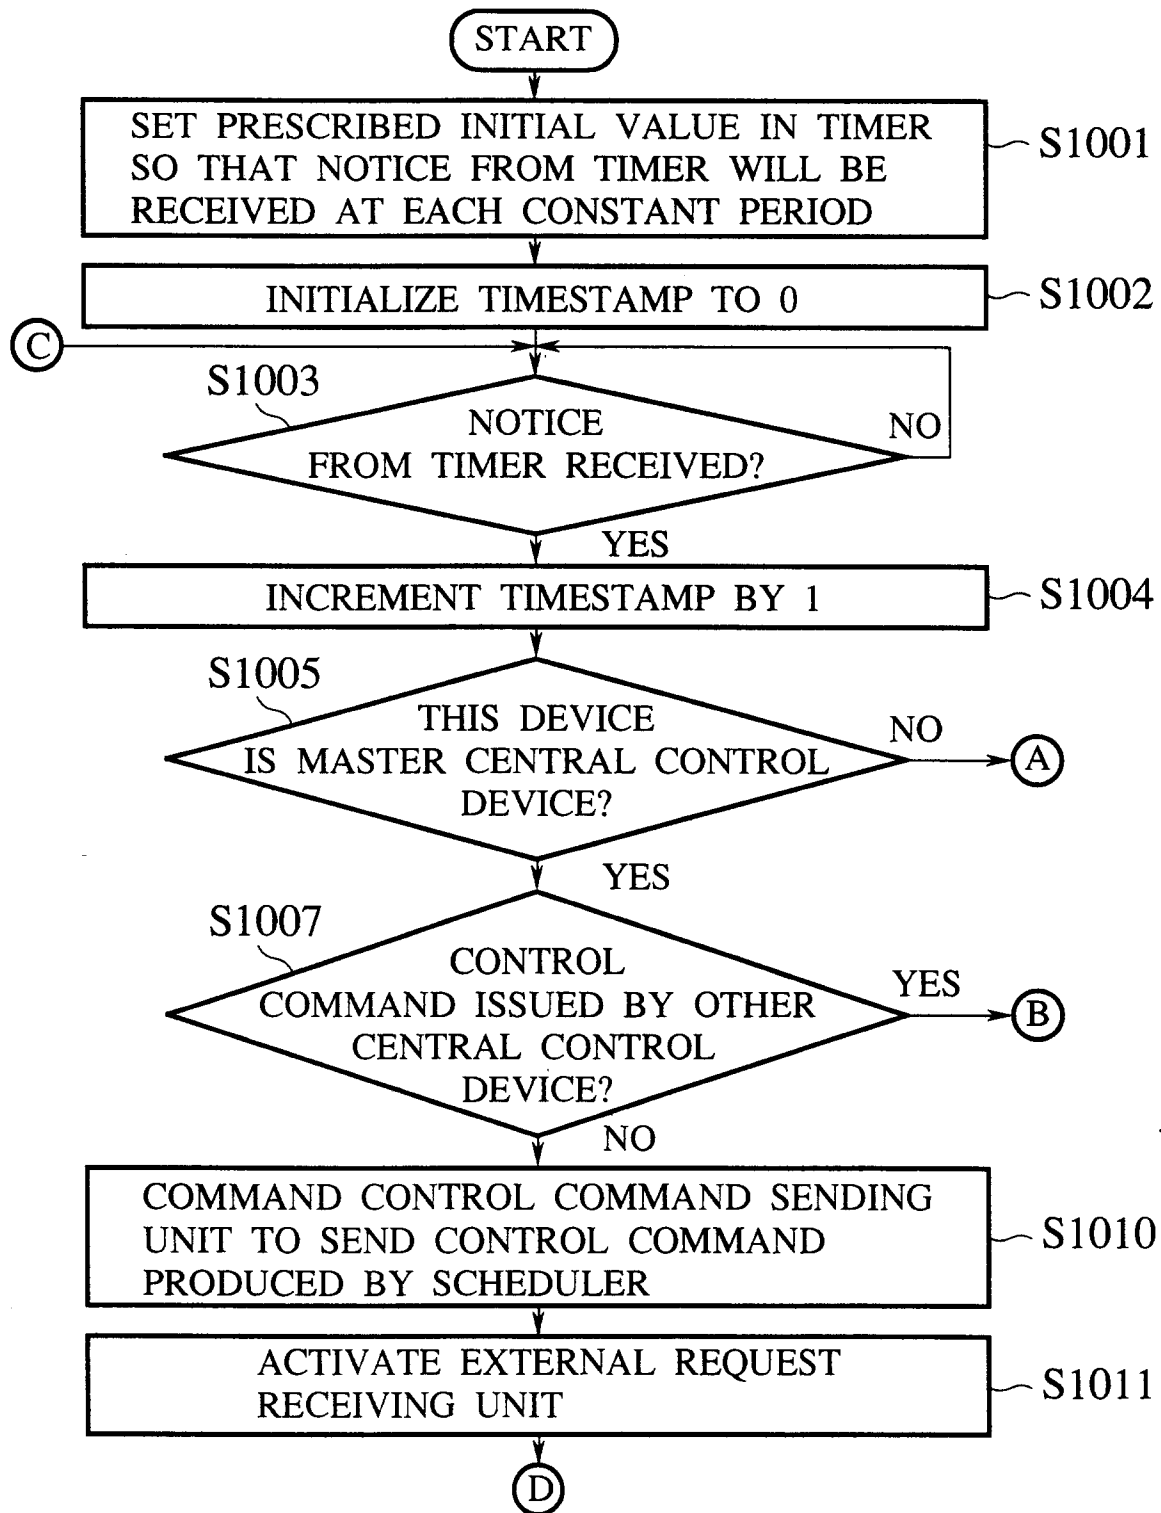 START
SET PRESCRIBED INITIAL VALUE IN TIMER
SO THAT NOTICE FROM TIMER WILL BE
RECEIVED AT EACH CONSTANT PERIOD
S1001
INITIALIZE TIMESTAMP TO 0
S1002
C
S1003
NOTICE
FROM TIMER RECEIVED?
NO
YES
INCREMENT TIMESTAMP BY 1
S1004
S1005
THIS DEVICE
IS MASTER CENTRAL CONTROL
DEVICE?
NO
A
YES
S1007
CONTROL
COMMAND ISSUED BY OTHER
CENTRAL CONTROL
DEVICE?
YES
B
NO
COMMAND CONTROL COMMAND SENDING
UNIT TO SEND CONTROL COMMAND
PRODUCED BY SCHEDULER
S1010
ACTIVATE EXTERNAL REQUEST
RECEIVING UNIT
S1011
D